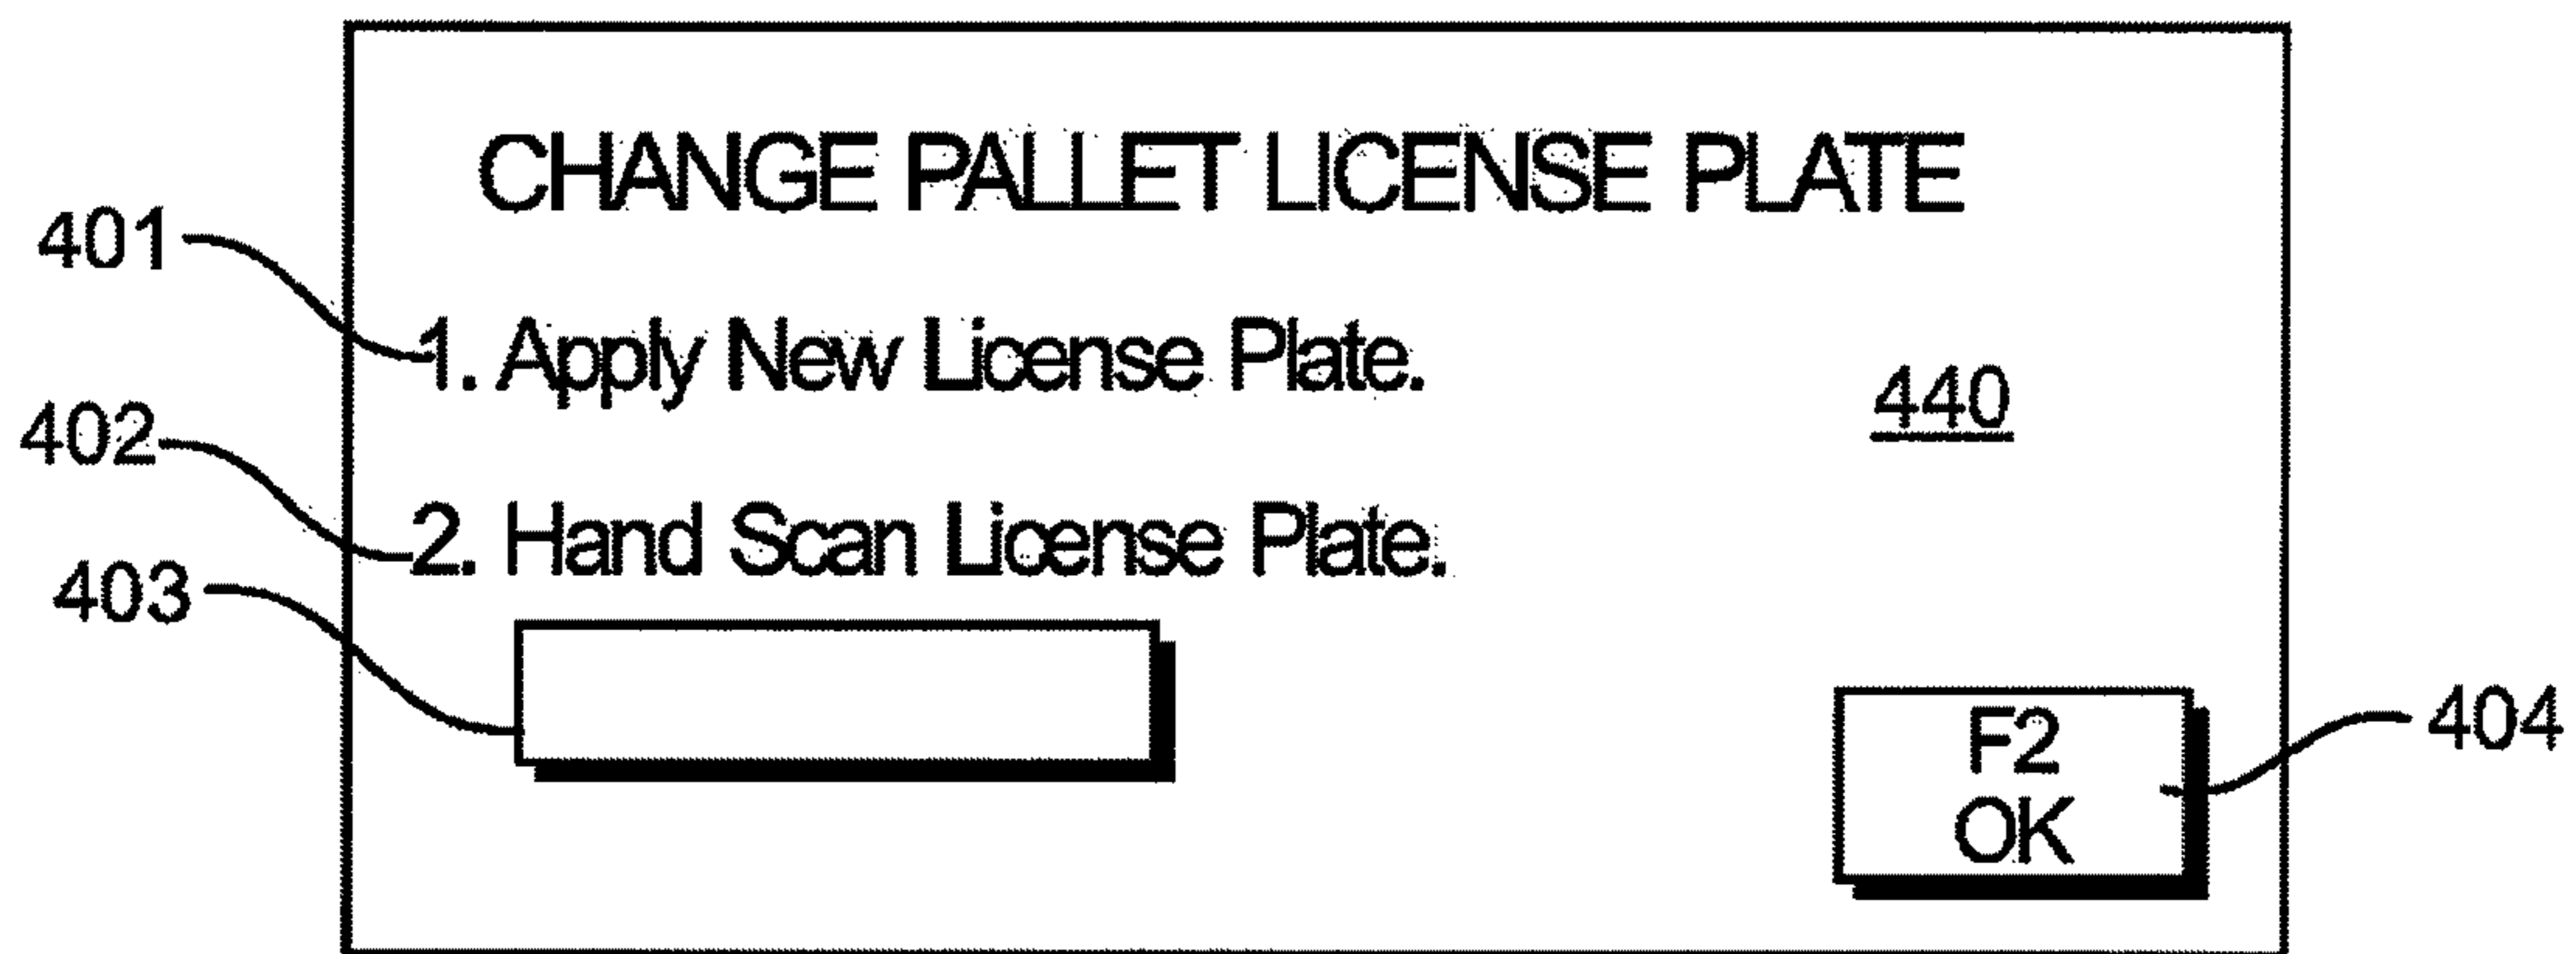 CHANGE PALLET LICENSE PLATE
401
1. Apply New License Plate.
440
402
2. Hand Scan License Plate.
403
F2
OK
404